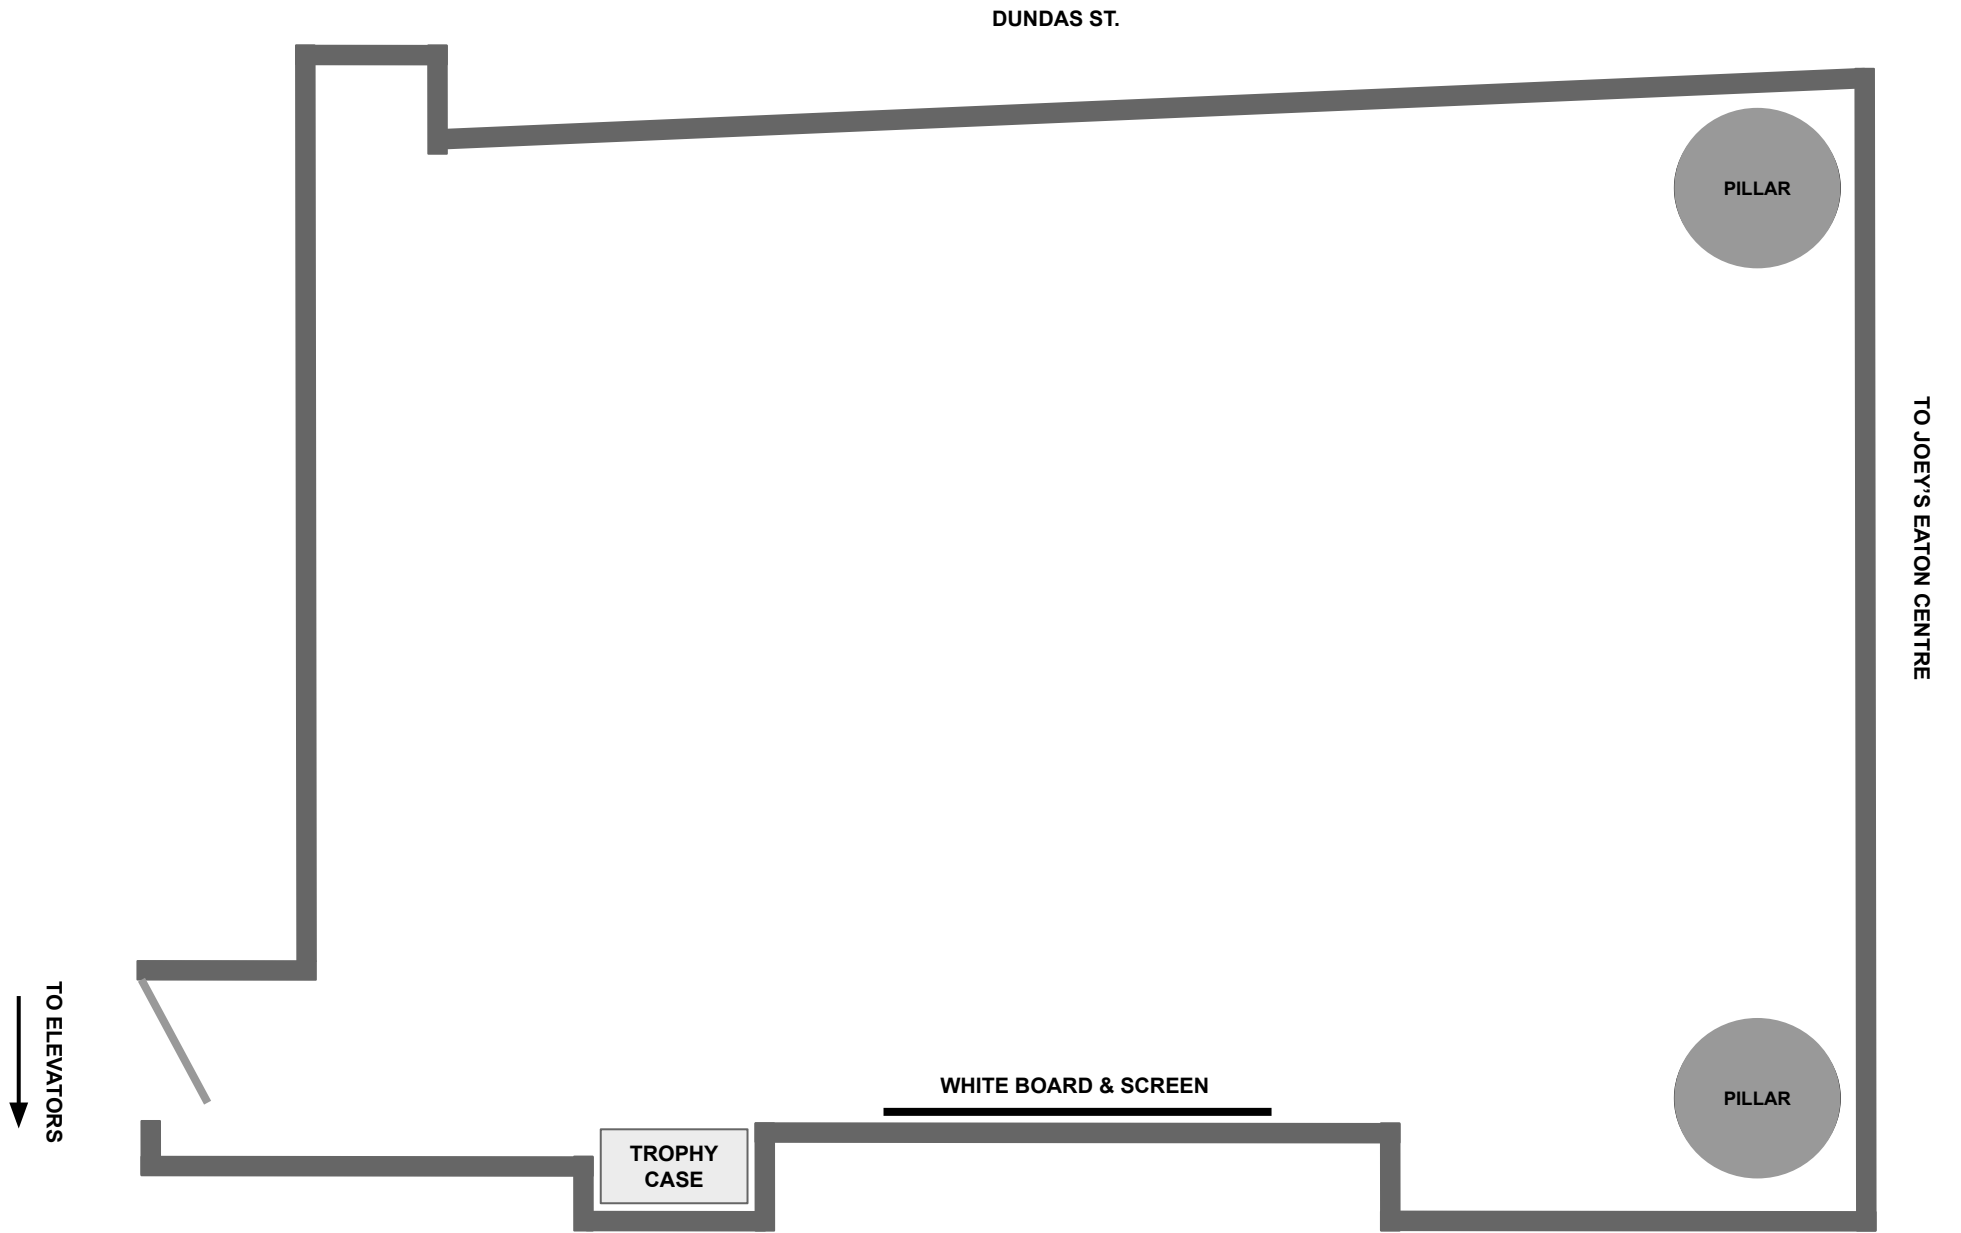 DUNDAS ST.
PILLAR
TO JOEY'S EATON CENTRE
TO ELEVATORS
WHITE BOARD & SCREEN
PILLAR
TROPHY
CASE